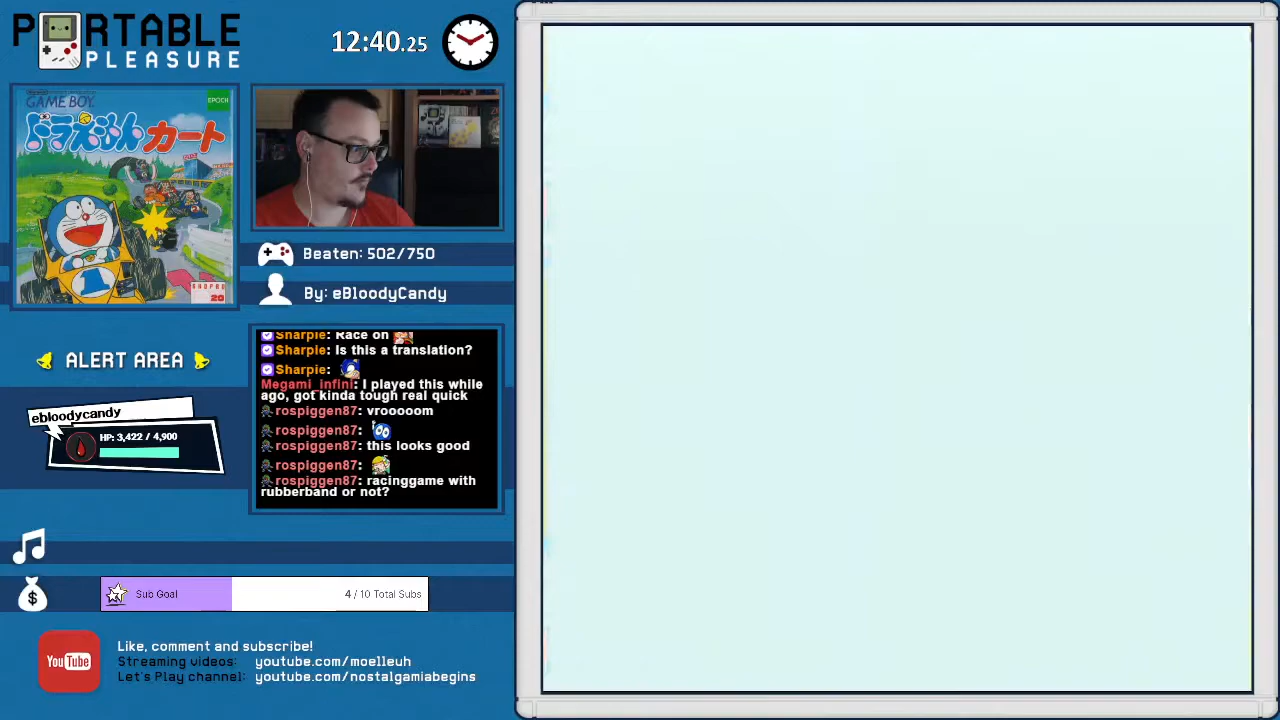 PORTABLE
PLEASURE
12:40.25
GAME BOY
EPOCH
ドラえもんカート
Beaten: 502/750
By: eBloodyCandy
ALERT AREA
ebloodycandy
HP: 3,422 / 4,900
Sharpie: Race on
Sharpie: Is this a translation?
Sharpie:
Megami_infini: I played this while
ago, got kinda tough real quick
rospiggen87: vrooooom
rospiggen87:
rospiggen87: this looks good
rospiggen87:
rospiggen87: racinggame with
rubberband or not?
Sub Goal
4 / 10 Total Subs
YouTube
Like, comment and subscribe!
Streaming videos: youtube.com/moelleuh
Let's Play channel: youtube.com/nostalgamiabegins